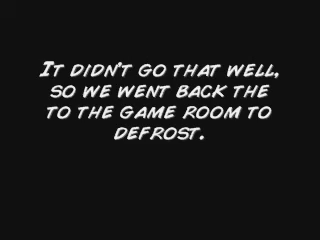 It didn't go that well,
so we went back the
to the game room to
defrost.